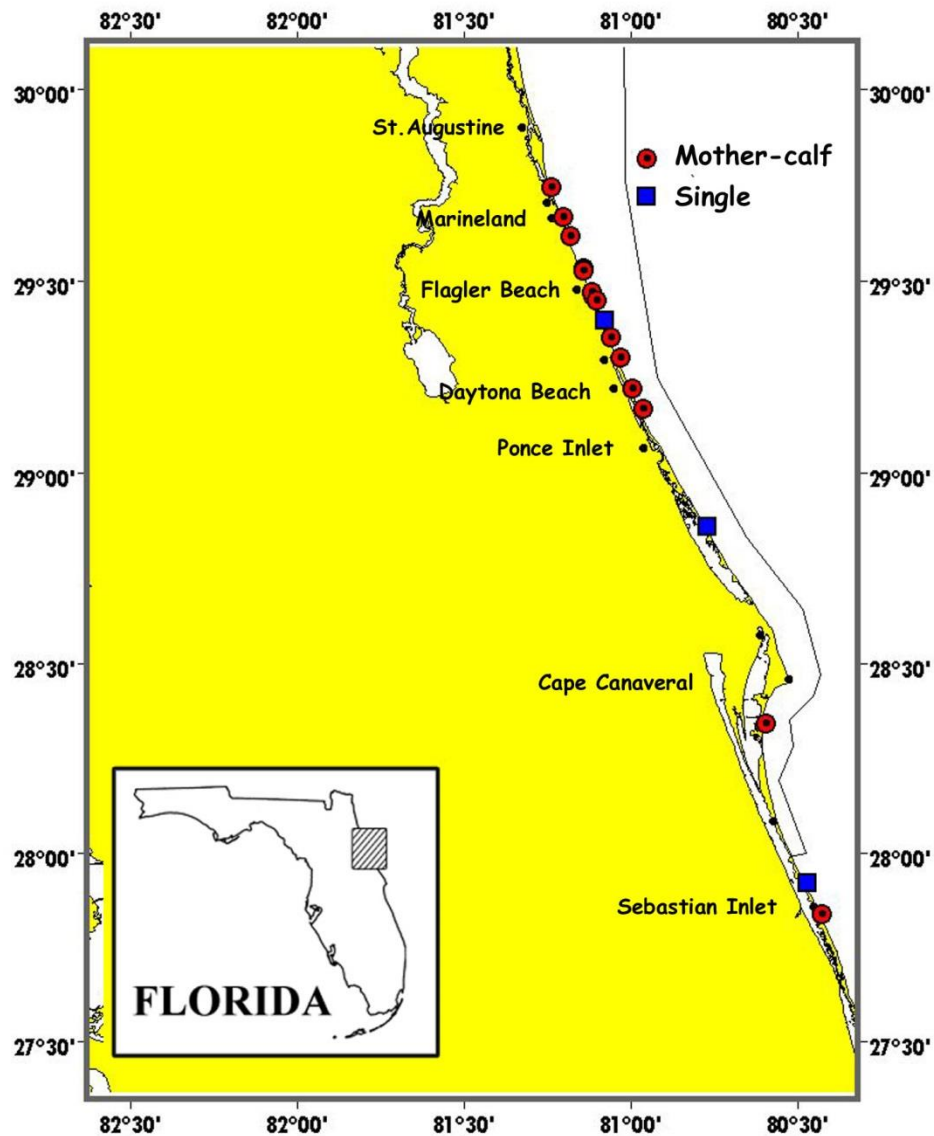 82°30' 82°00' 81°30' 81°00' 80°30'
30°00' 30°00'
St.Augustine
Mother-calf
Single
Marineland
29°30' 29°30'
Flagler Beach
Daytona Beach
Ponce Inlet
29°00' 29°00'
28°30' 28°30'
Cape Canaveral
28°00' 28°00'
Sebastian Inlet
FLORIDA
27°30' 27°30'
82°30' 82°00' 81°30' 81°00' 80°30'